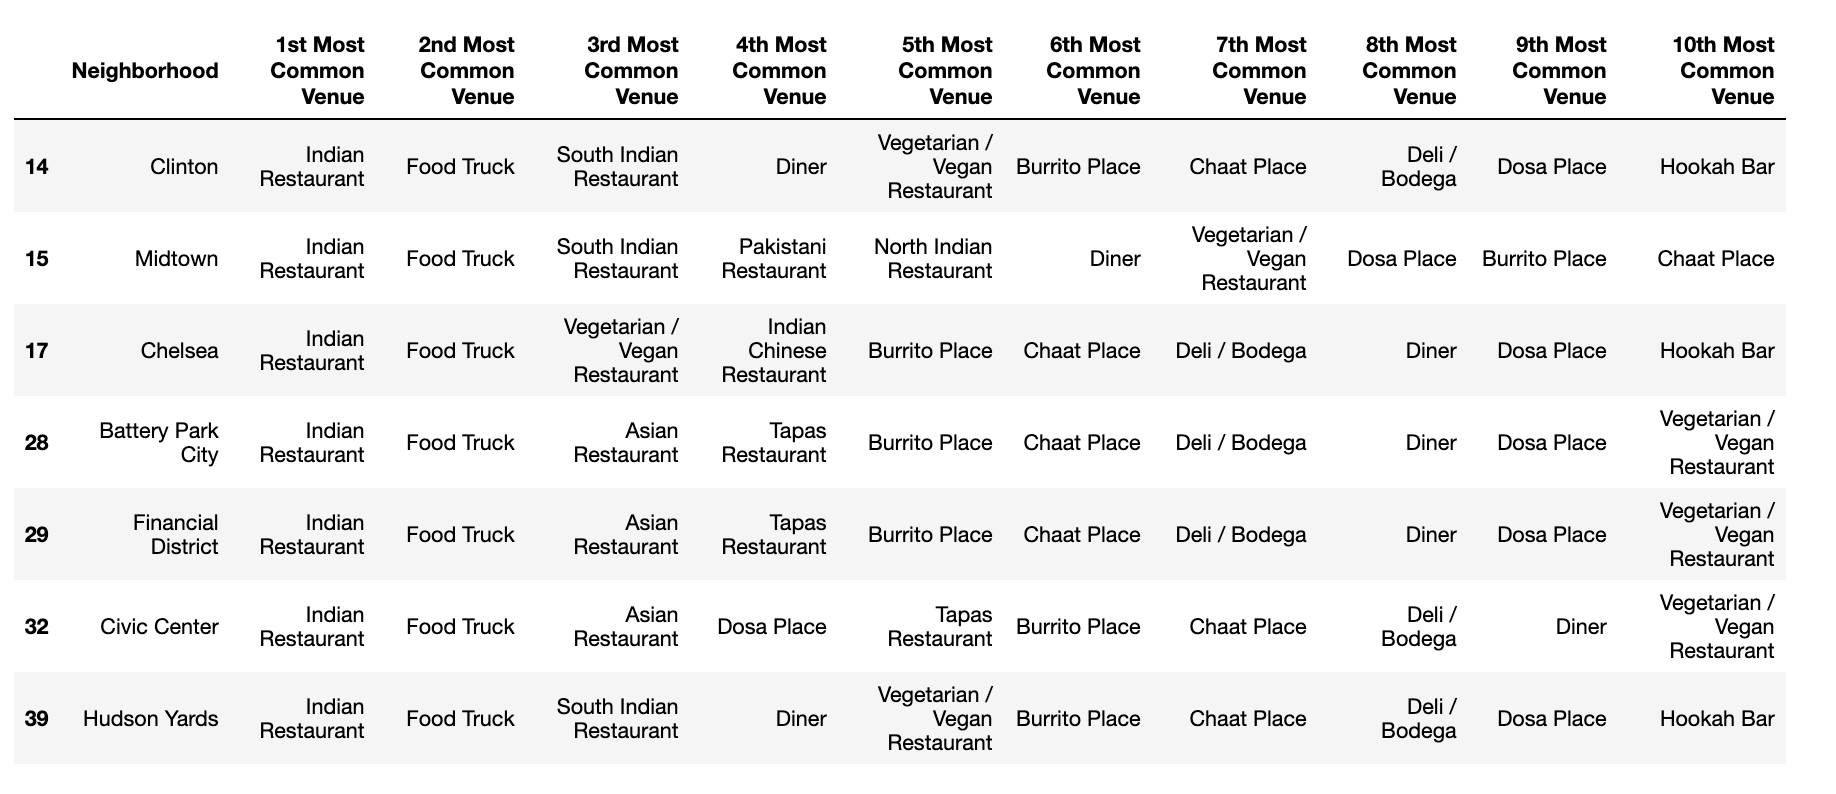 Neighborhood 1st Most Common Venue 2nd Most Common Venue 3rd Most Common Venue 4th Most Common Venue 5th Most Common Venue 6th Most Common Venue 7th Most Common Venue 8th Most Common Venue 9th Most Common Venue 10th Most Common Venue
14 Clinton Indian Restaurant Food Truck South Indian Restaurant Diner Vegetarian / Vegan Restaurant Burrito Place Chaat Place Deli / Bodega Dosa Place Hookah Bar
15 Midtown Indian Restaurant Food Truck South Indian Restaurant Pakistani Restaurant North Indian Restaurant Diner Vegetarian / Vegan Restaurant Dosa Place Burrito Place Chaat Place
17 Chelsea Indian Restaurant Food Truck Vegetarian / Vegan Restaurant Indian Chinese Restaurant Burrito Place Chaat Place Deli / Bodega Diner Dosa Place Hookah Bar
28 Battery Park City Indian Restaurant Food Truck Asian Restaurant Tapas Restaurant Burrito Place Chaat Place Deli / Bodega Diner Dosa Place Vegetarian / Vegan Restaurant
29 Financial District Indian Restaurant Food Truck Asian Restaurant Tapas Restaurant Burrito Place Chaat Place Deli / Bodega Diner Dosa Place Vegetarian / Vegan Restaurant
32 Civic Center Indian Restaurant Food Truck Asian Restaurant Dosa Place Tapas Restaurant Burrito Place Chaat Place Deli / Bodega Diner Vegetarian / Vegan Restaurant
39 Hudson Yards Indian Restaurant Food Truck South Indian Restaurant Diner Vegetarian / Vegan Restaurant Burrito Place Chaat Place Deli / Bodega Dosa Place Hookah Bar